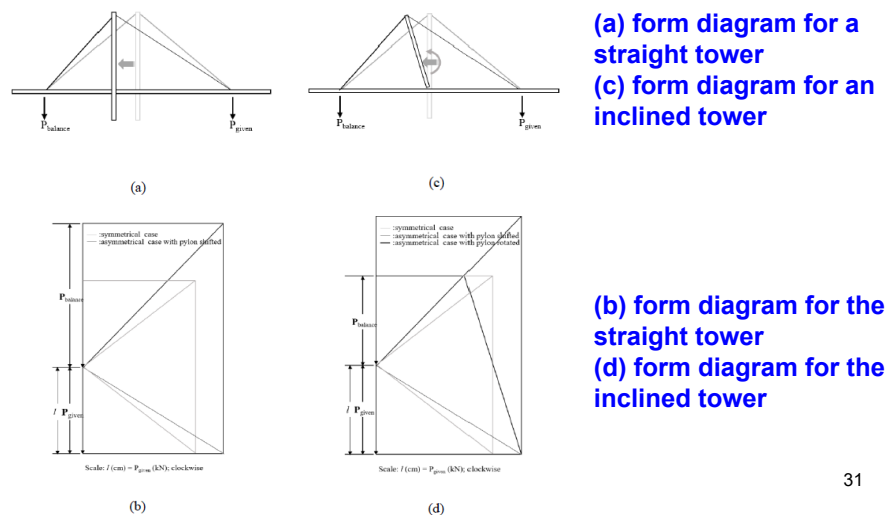 (a) form diagram for a
straight tower
(c) form diagram for an
inclined tower
P balance
P given
P balance
P given
(a)
(c)
:symmetrical case
:asymmetrical case with pylon shifted
:symmetrical case
:asymmetrical case with pylon shifted
:asymmetrical case with pylon rotated
P balance
P balance
(b) form diagram for the
straight tower
(d) form diagram for the
inclined tower
l P given
l P given
Scale: l (cm) = P given (kN); clockwise
Scale: l (cm) = P given (kN); clockwise
31
(b)
(d)